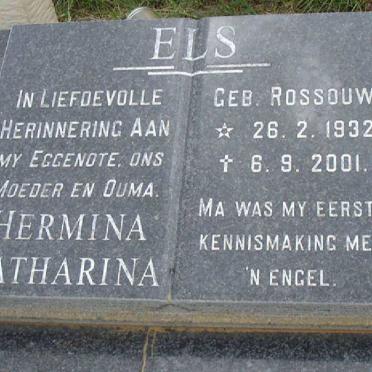 ELS
IN LIEFDEVOLLE
HERINNERING AAN
MY EGGENOTE, ONS
MOEDER EN OUMA.
HERMINA
ATHARINA
GEB. ROSSOUW
☆ 26. 2. 1932
✝ 6. 9. 2001.
MA WAS MY EERST
KENNISMAKING ME
'N ENGEL.